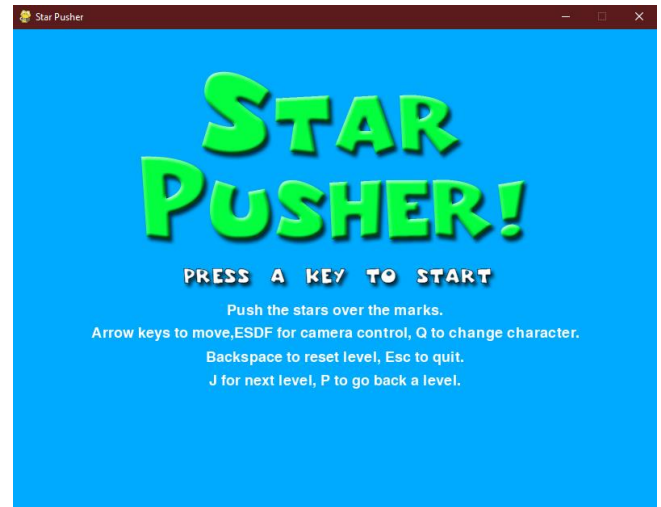 Star Pusher
STAR
PUSHER!
PRESS A KEY TO START
Push the stars over the marks.
Arrow keys to move,ESDF for camera control, Q to change character.
Backspace to reset level, Esc to quit.
J for next level, P to go back a level.